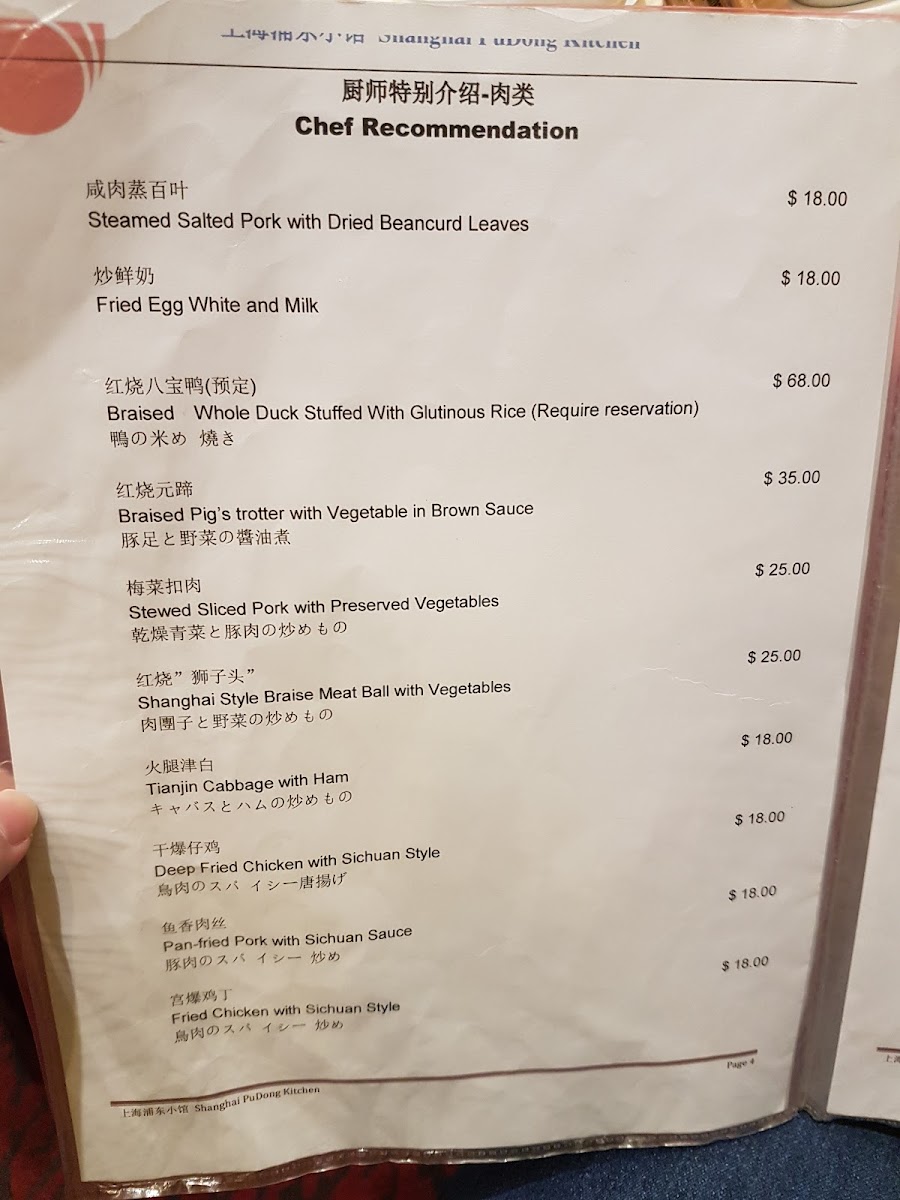 上海浦东小馆 Shanghai PuDong Kitchen
厨师特别介绍-肉类
Chef Recommendation
咸肉蒸百叶
$ 18.00
Steamed Salted Pork with Dried Beancurd Leaves
炒鲜奶
$ 18.00
Fried Egg White and Milk
红烧八宝鸭(预定)
$ 68.00
Braised Whole Duck Stuffed With Glutinous Rice (Require reservation)
鴨の米め 燒き
红烧元蹄
$ 35.00
Braised Pig's trotter with Vegetable in Brown Sauce
豚足と野菜の醬油煮
梅菜扣肉
$ 25.00
Stewed Sliced Pork with Preserved Vegetables
乾燥青菜と豚肉の炒めもの
红烧”狮子头”
$ 25.00
Shanghai Style Braise Meat Ball with Vegetables
肉團子と野菜の炒めもの
火腿津白
$ 18.00
Tianjin Cabbage with Ham
キャバスとハムの炒めもの
干爆仔鸡
$ 18.00
Deep Fried Chicken with Sichuan Style
鳥肉のスパ イシー唐揚げ
鱼香肉丝
$ 18.00
Pan-fried Pork with Sichuan Sauce
豚肉のスパ イシー 炒め
宫爆鸡丁
$ 18.00
Fried Chicken with Sichuan Style
鳥肉のスパ イシー 炒め
Page 4
上海浦东小馆 Shanghai PuDong Kitchen